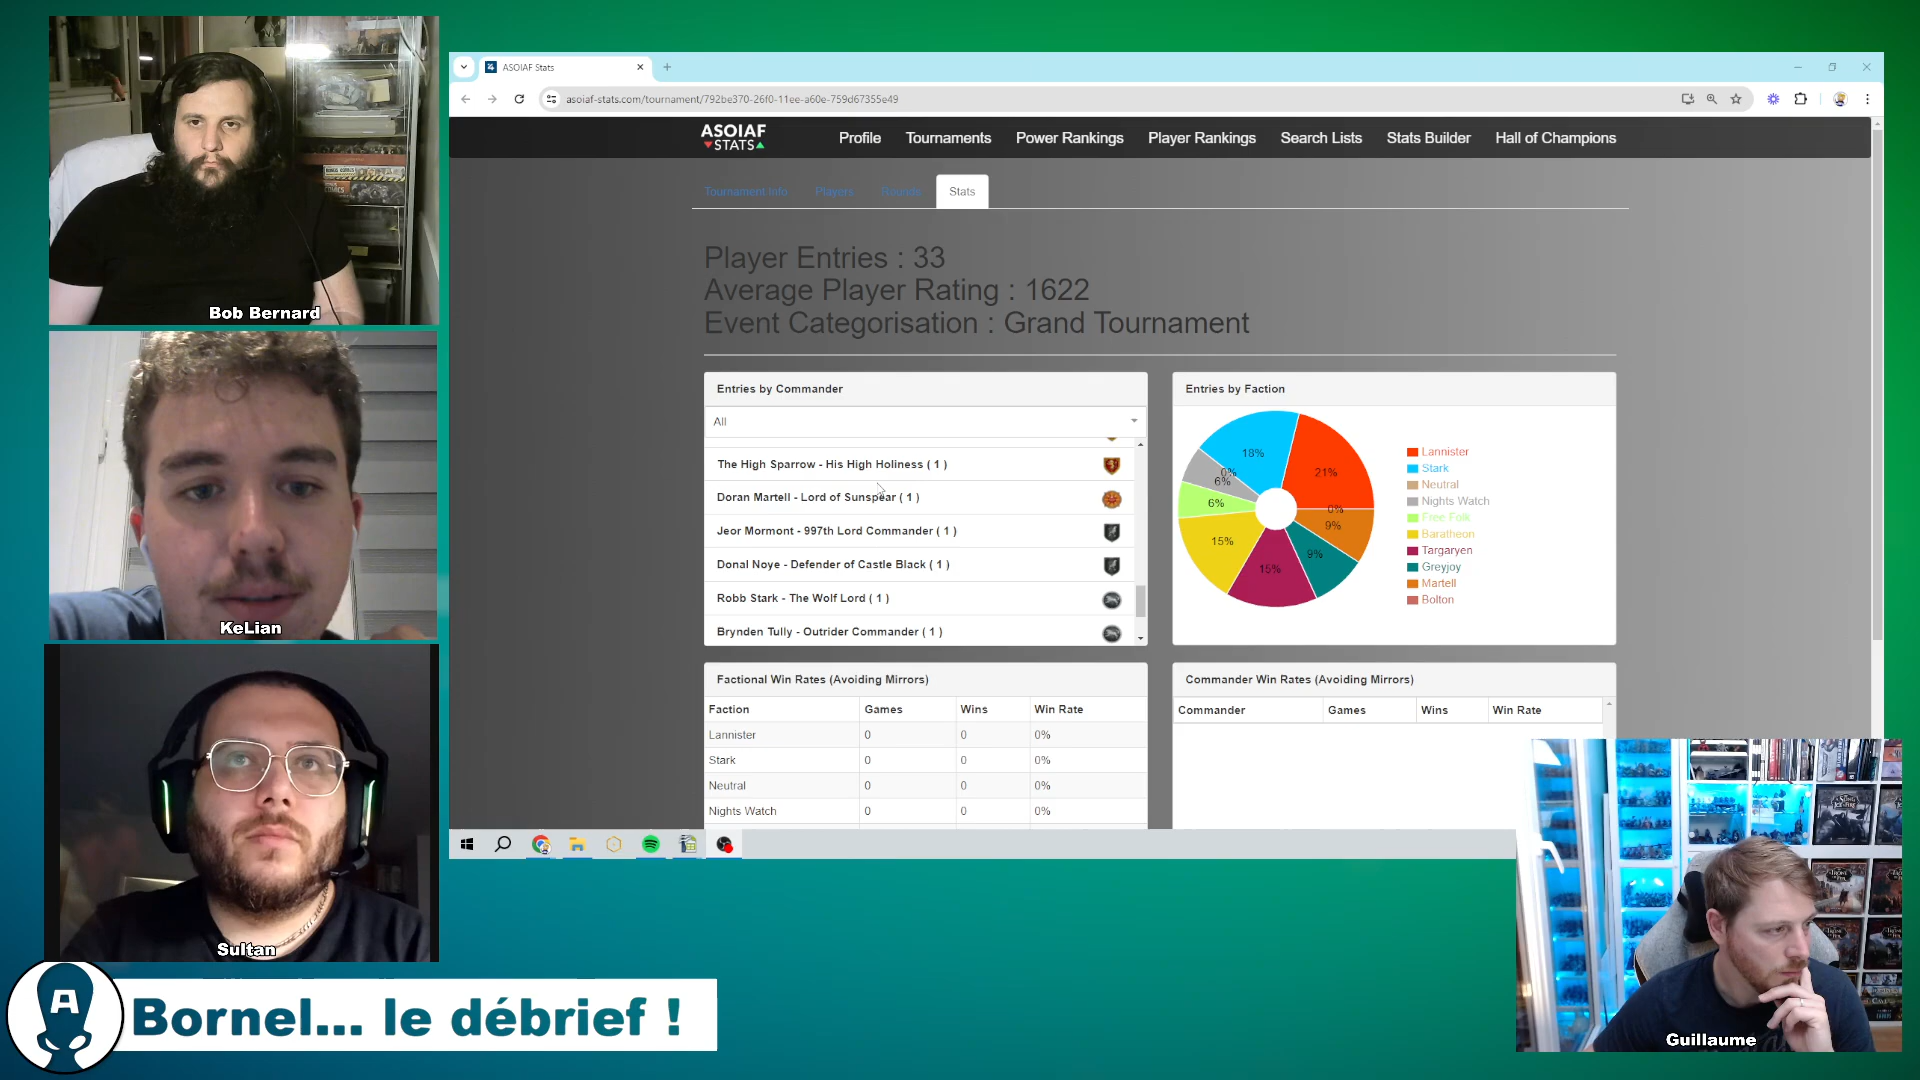 Bob Bernard
KeLian
Sultan
Guillaume
A
Bornel... le débrief !
ASOIAF Stats
asoiaf-stats.com/tournament/792be370-26f0-11ee-a60e-759d67355e49
ASOIAF
STATS
Profile
Tournaments
Power Rankings
Player Rankings
Search Lists
Stats Builder
Hall of Champions
Tournament Info
Players
Rounds
Stats
Player Entries : 33
Average Player Rating : 1622
Event Categorisation : Grand Tournament
Entries by Commander
All
The High Sparrow - His High Holiness ( 1 )
Doran Martell - Lord of Sunspear ( 1 )
Jeor Mormont - 997th Lord Commander ( 1 )
Donal Noye - Defender of Castle Black ( 1 )
Robb Stark - The Wolf Lord ( 1 )
Brynden Tully - Outrider Commander ( 1 )
Entries by Faction
18%
21%
0%
6%
6%
0%
9%
15%
9%
15%
Lannister
Stark
Neutral
Nights Watch
Free Folk
Baratheon
Targaryen
Greyjoy
Martell
Bolton
Factional Win Rates (Avoiding Mirrors)
Faction Games Wins Win Rate
Lannister 0 0 0%
Stark 0 0 0%
Neutral 0 0 0%
Nights Watch 0 0 0%
Commander Win Rates (Avoiding Mirrors)
Commander Games Wins Win Rate